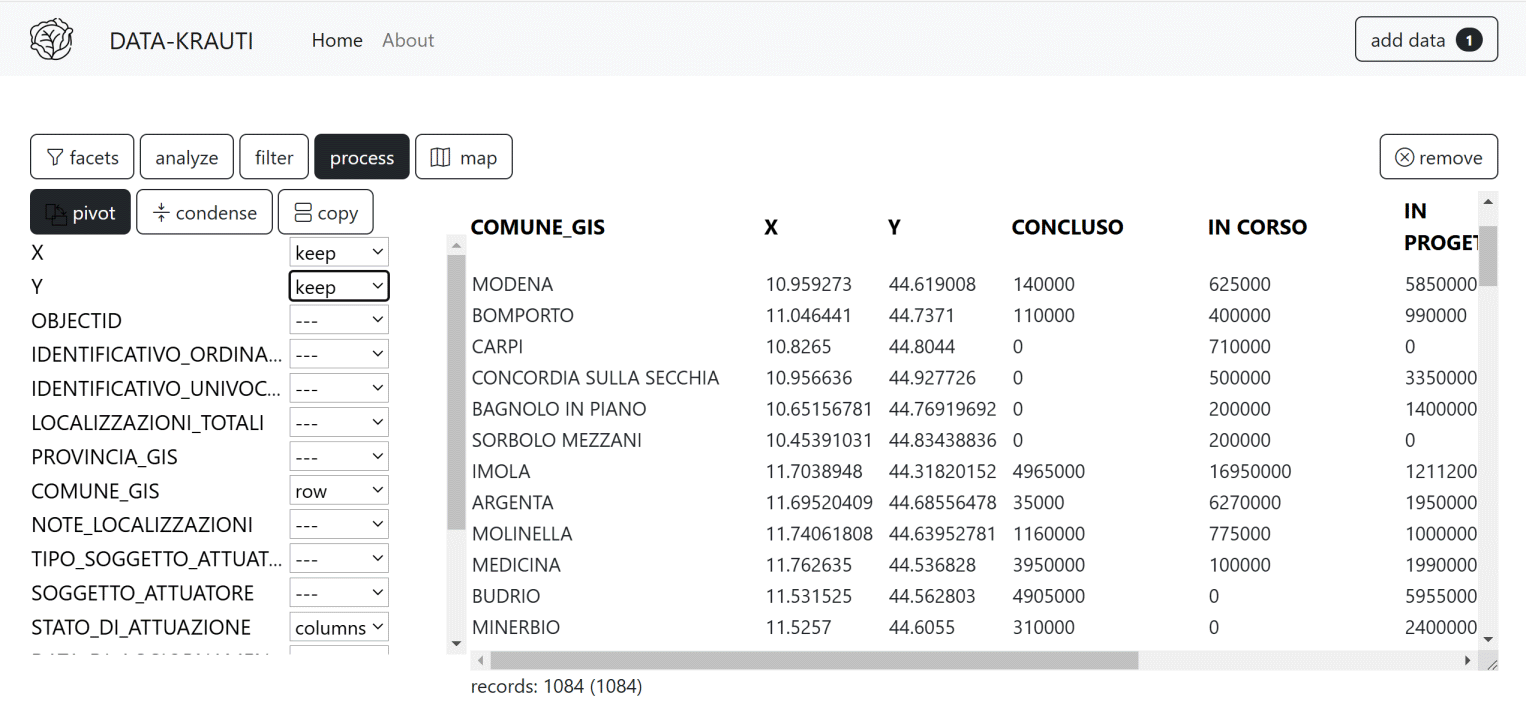 DATA-KRAUTI Home About add data 1
facets analyze filter process map remove
pivot condense copy
X keep
Y keep
OBJECTID ---
IDENTIFICATIVO_ORDINA... ---
IDENTIFICATIVO_UNIVOC... ---
LOCALIZZAZIONI_TOTALI ---
PROVINCIA_GIS ---
COMUNE_GIS row
NOTE_LOCALIZZAZIONI ---
TIPO_SOGGETTO_ATTUAT... ---
SOGGETTO_ATTUATORE ---
STATO_DI_ATTUAZIONE columns
COMUNE_GIS X Y CONCLUSO IN CORSO IN PROGET
MODENA 10.959273 44.619008 140000 625000 5850000
BOMPORTO 11.046441 44.7371 110000 400000 990000
CARPI 10.8265 44.8044 0 710000 0
CONCORDIA SULLA SECCHIA 10.956636 44.927726 0 500000 3350000
BAGNOLO IN PIANO 10.65156781 44.76919692 0 200000 1400000
SORBOLO MEZZANI 10.45391031 44.83438836 0 200000 0
IMOLA 11.7038948 44.31820152 4965000 16950000 1211200
ARGENTA 11.69520409 44.68556478 35000 6270000 1950000
MOLINELLA 11.74061808 44.63952781 1160000 775000 1000000
MEDICINA 11.762635 44.536828 3950000 100000 1990000
BUDRIO 11.531525 44.562803 4905000 0 5955000
MINERBIO 11.5257 44.6055 310000 0 2400000
records: 1084 (1084)